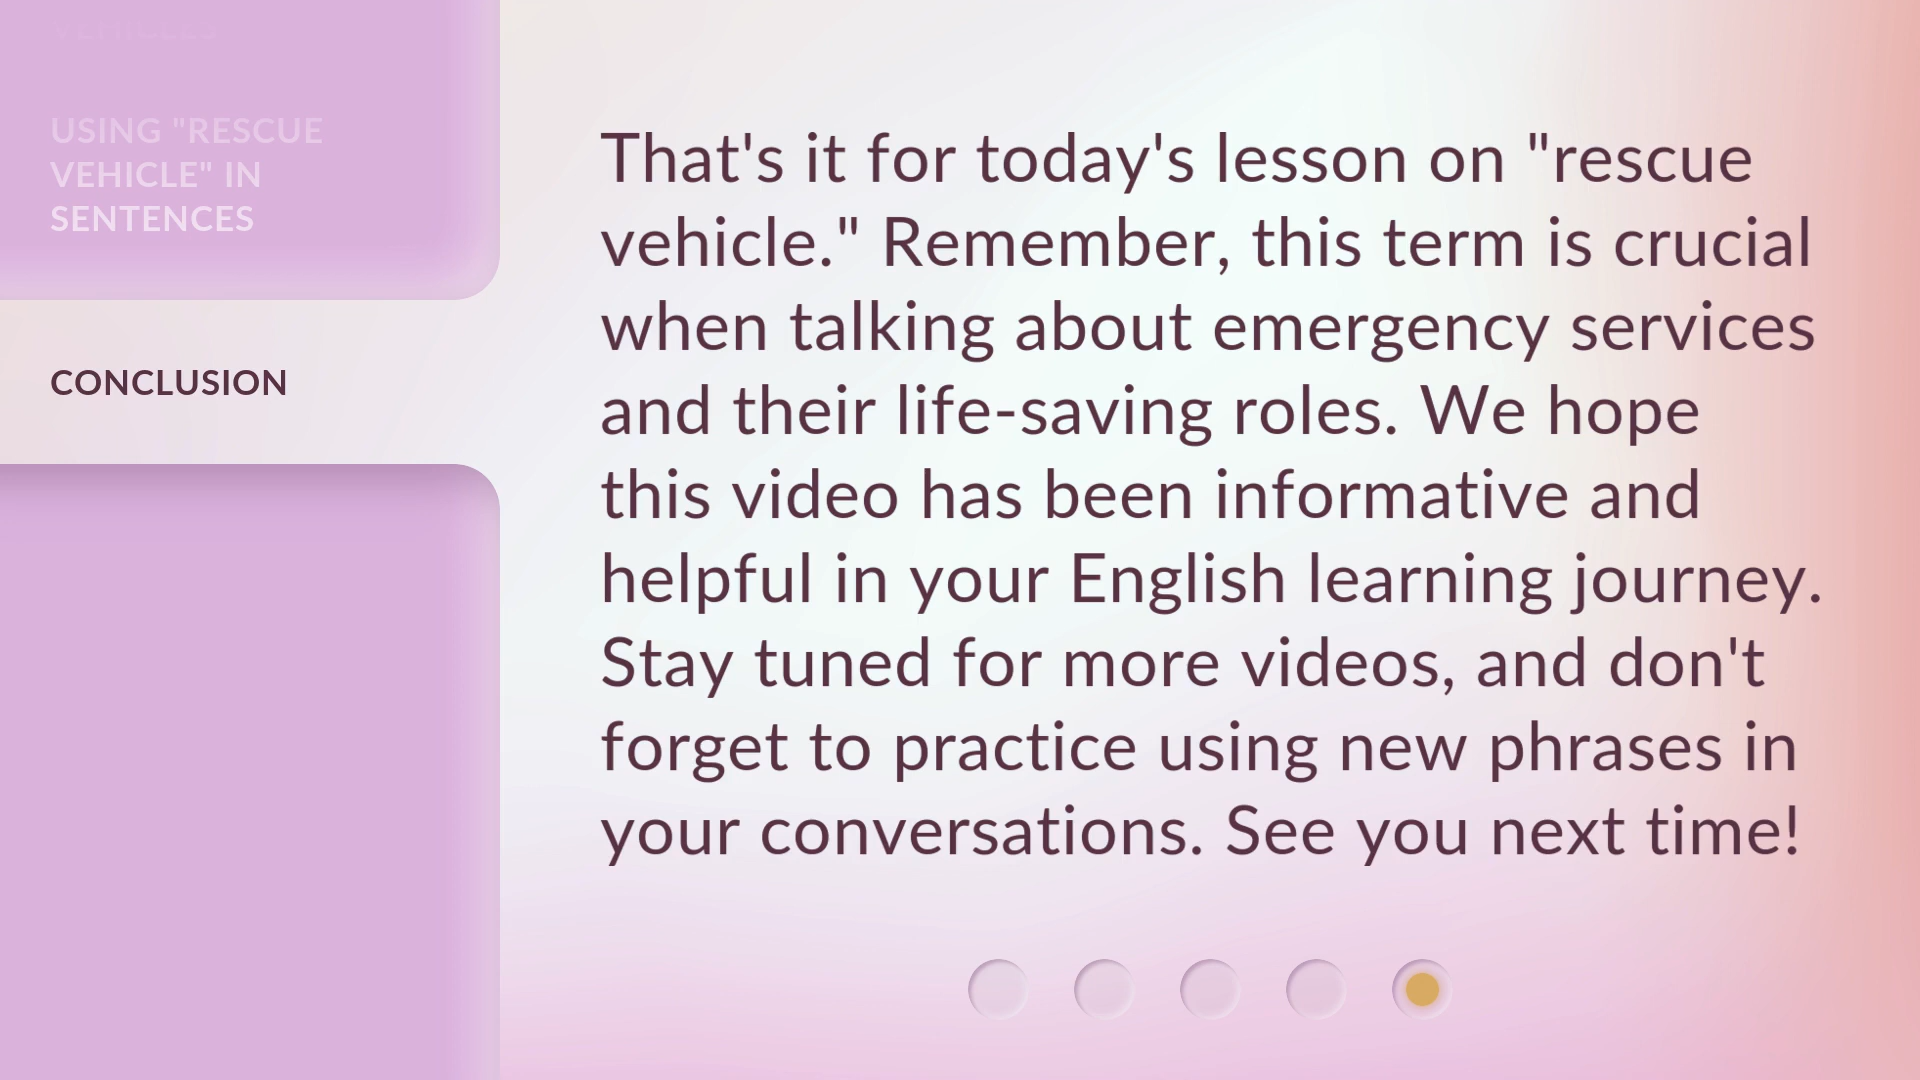 USING "RESCUE
VEHICLE" IN
SENTENCES
CONCLUSION
That's it for today's lesson on "rescue
vehicle." Remember, this term is crucial
when talking about emergency services
and their life-saving roles. We hope
this video has been informative and
helpful in your English learning journey.
Stay tuned for more videos, and don't
forget to practice using new phrases in
your conversations. See you next time!